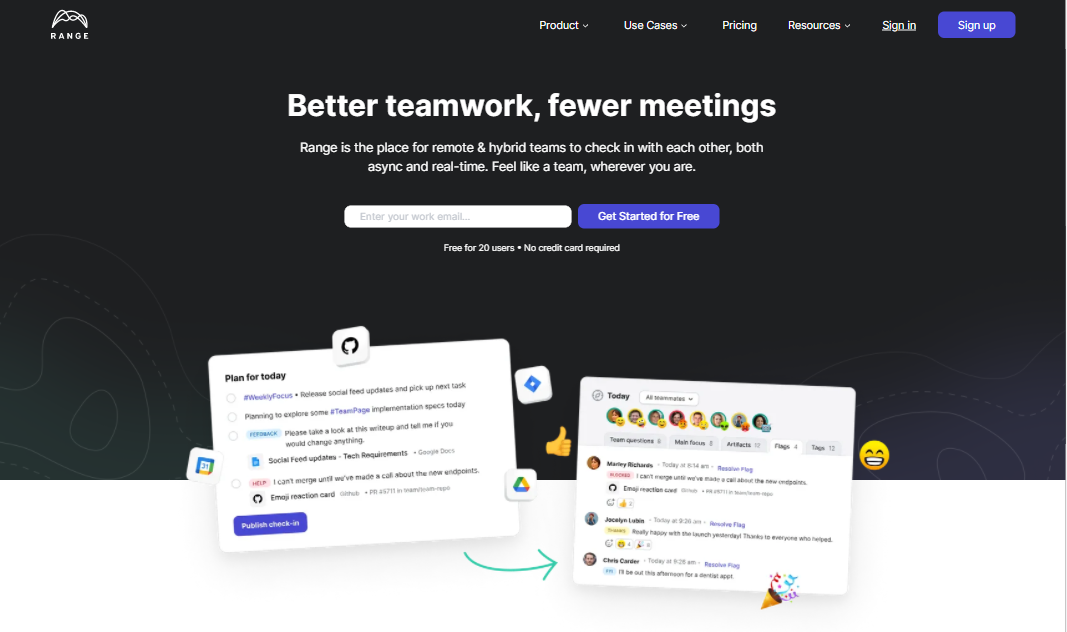 RANGE
Product
Use Cases
Pricing
Resources
Sign in
Sign up
Better teamwork, fewer meetings
Range is the place for remote & hybrid teams to check in with each other, both
async and real-time. Feel like a team, wherever you are.
Enter your work email...
Get Started for Free
Free for 20 users • No credit card required
Plan for today
#WeeklyFocus • Release social feed updates and pick up next task
Planning to explore some #TeamPage implementation specs today
FEEDBACK Please take a look at this writeup and tell me if you
would change anything.
Social Feed updates - Tech Requirements • Google Docs
HELP I can't merge until we've made a call about the new endpoints.
Emoji reaction card Github • PR #5711 in team/team-repo
Publish check-in
31
Today
All teammates
Team questions 8
Main focus 8
Artifacts
Flags 4
Tags 12
Marley Richards • Today at 9:14 am • Resolve Flag
BLOCKED I can't merge until we've made a call about the new endpoints.
Emoji reaction card Github • PR #5711 in team/team-repo
2
Jocelyn Lubin • Today at 9:26 am • Resolve Flag
Really happy with the launch yesterday! Thanks to everyone who helped.
Chris Carder • Today at 9:28 am • Resolve Flag
FYI I'll be out this afternoon for a dentist appt.